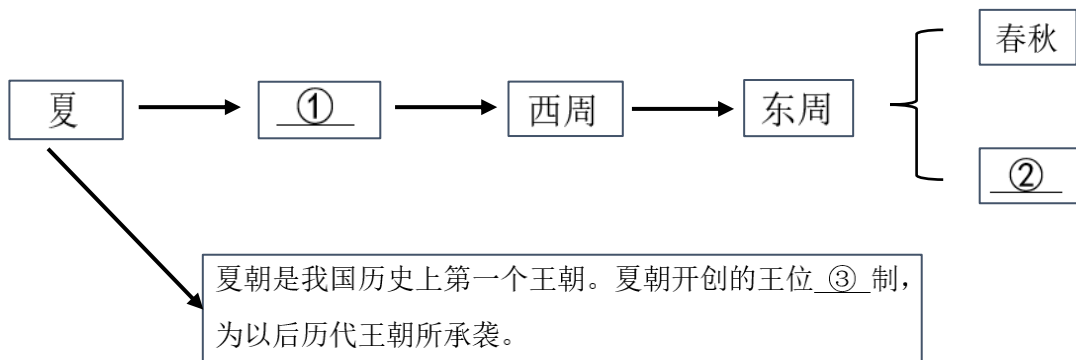 春秋
夏
①
西周
东周
②
夏朝是我国历史上第一个王朝。夏朝开创的王位 ③ 制，
为以后历代王朝所承袭。